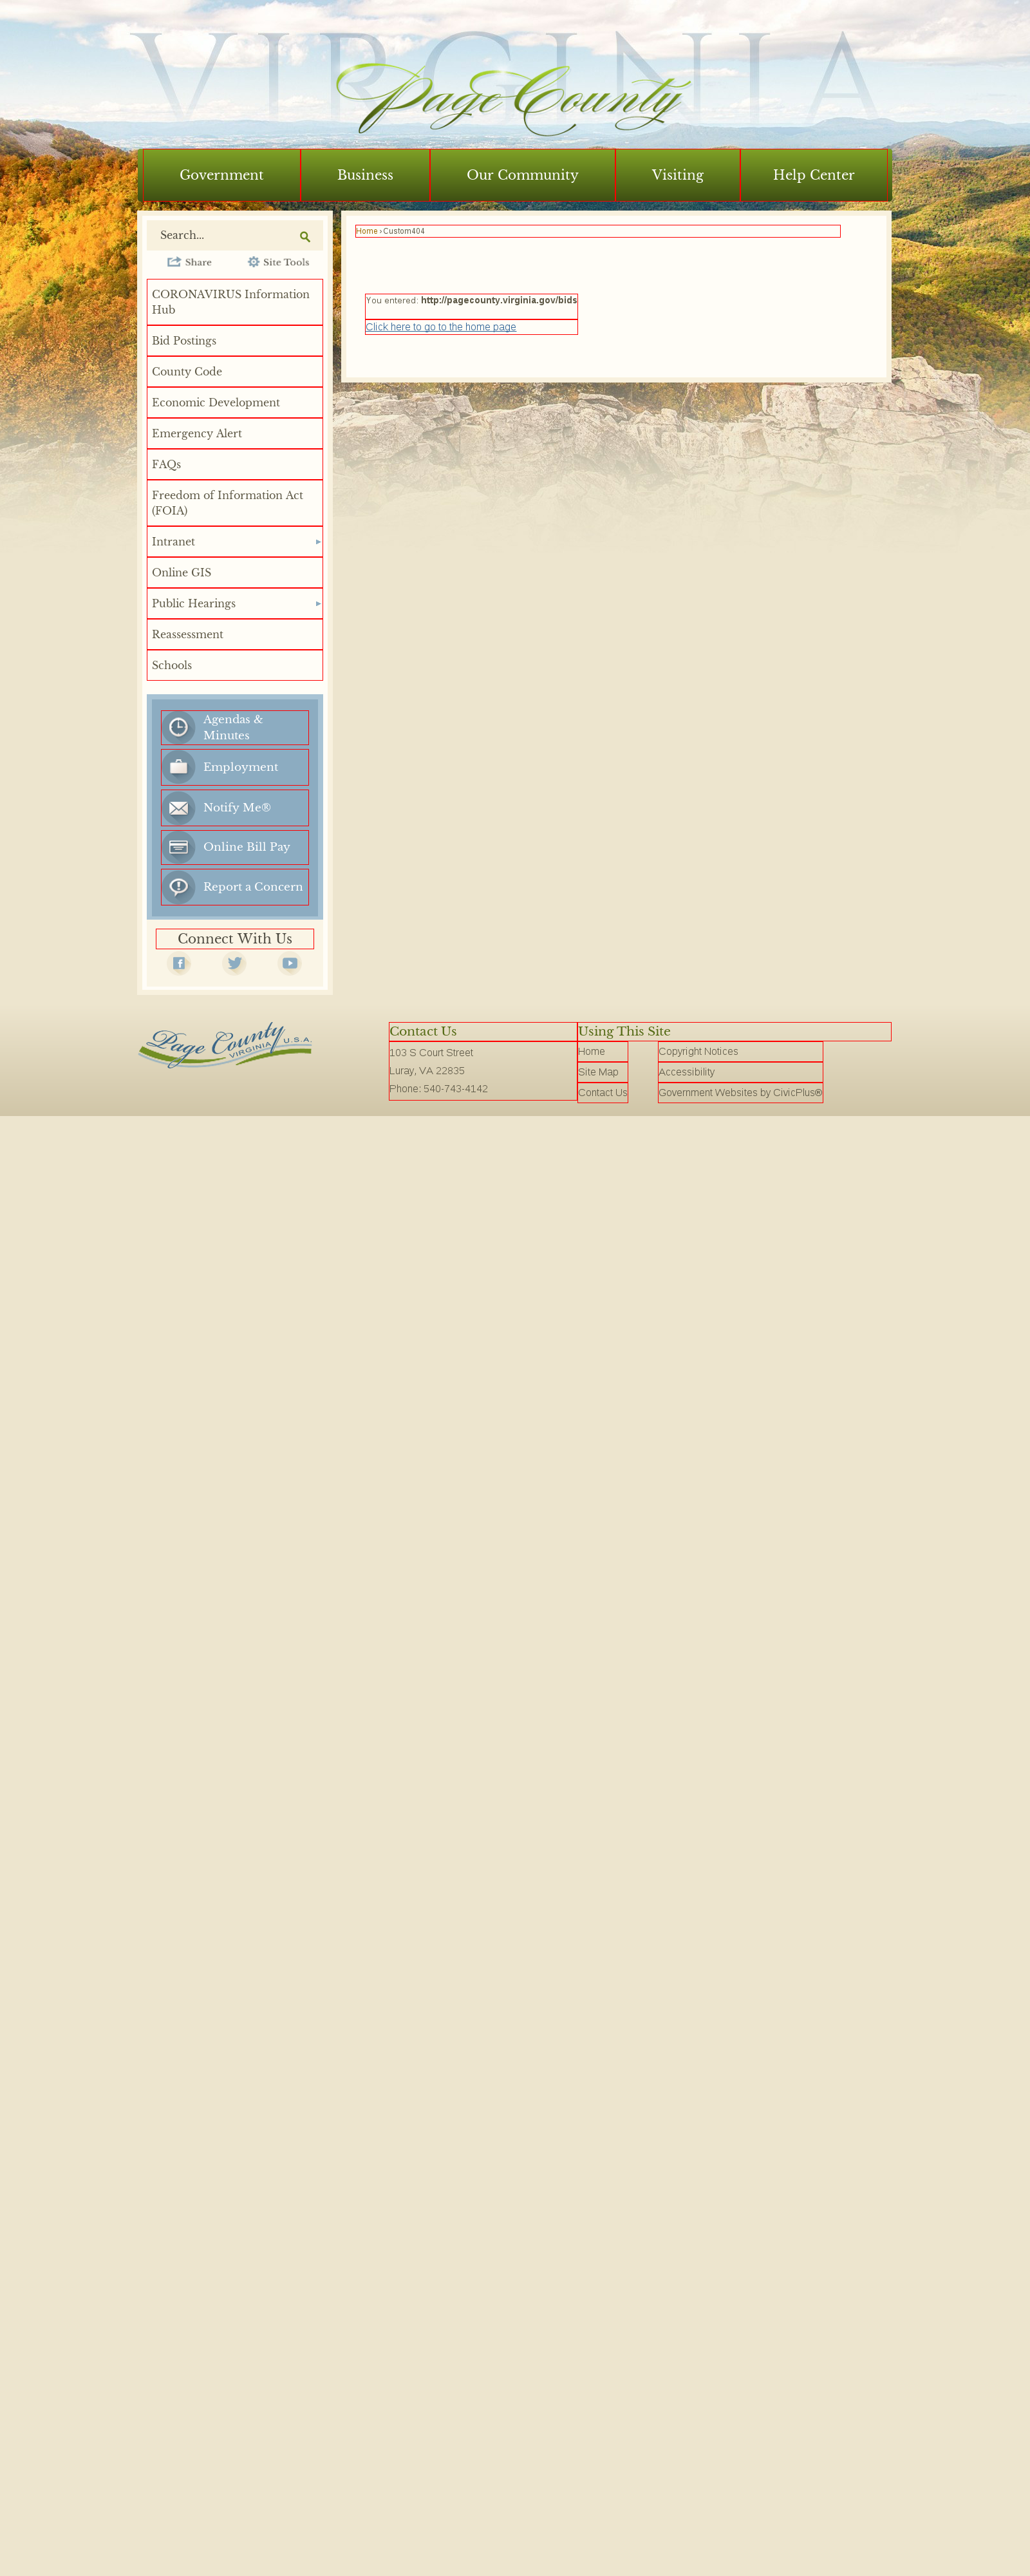 VIRGINIA
Page County
Government
Business
Our Community
Visiting
Help Center
Search...
Share
Site Tools
CORONAVIRUS Information
Hub
Bid Postings
County Code
Economic Development
Emergency Alert
FAQs
Freedom of Information Act
(FOIA)
Intranet
Online GIS
Public Hearings
Reassessment
Schools
Agendas &
Minutes
Employment
Notify Me®
Online Bill Pay
Report a Concern
Connect With Us
Home › Custom404
You entered: http://pagecounty.virginia.gov/bids
Click here to go to the home page
Page County
VIRGINIA U.S.A.
Contact Us
103 S Court Street
Luray, VA 22835
Phone: 540-743-4142
Using This Site
Home
Site Map
Contact Us
Copyright Notices
Accessibility
Government Websites by CivicPlus®